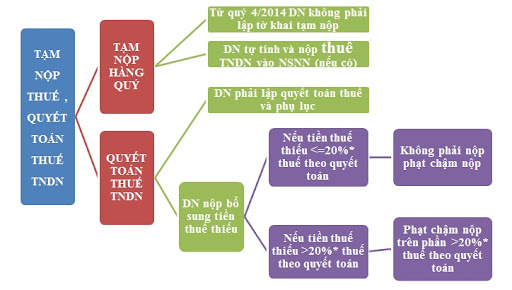 TẠM
NỘP
THUẾ ,
QUYẾT
TOÁN
THUẾ
TNDN
TẠM
NỘP
HÀNG
QUÝ
Từ quý 4/2014 DN không phải
lập tờ khai tạm nộp
DN tự tính và nộp thuế
TNDN vào NSNN (nếu có)
QUYẾT
TOÁN
THUẾ
TNDN
DN phải lập quyết toán thuế
và phụ lục
DN nộp bổ
sung tiền
thuế thiếu
Nếu tiền thuế
thiếu <=20%*
thuế theo quyết
toán
Không phải nộp
phạt chậm nộp
Nếu tiền thuế
thiếu >20%* thuế
theo quyết toán
Phạt chậm nộp
trên phần >20%*
thuế theo quyết
toán